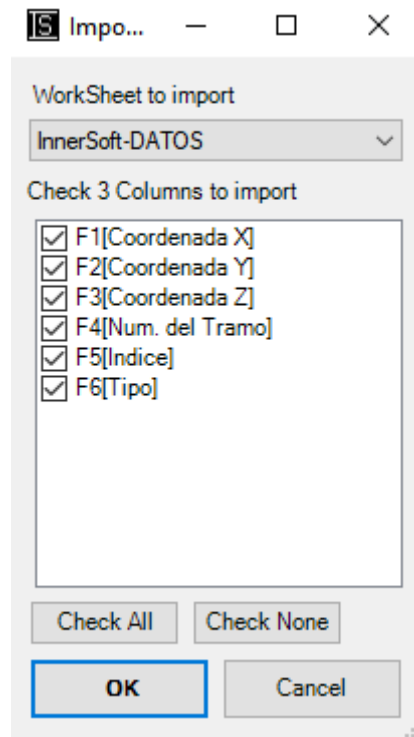 IS Impo...
WorkSheet to import
InnerSoft-DATOS
Check 3 Columns to import
F1[Coordenada X]
F2[Coordenada Y]
F3[Coordenada Z]
F4[Num. del Tramo]
F5[Indice]
F6[Tipo]
Check All Check None
OK Cancel